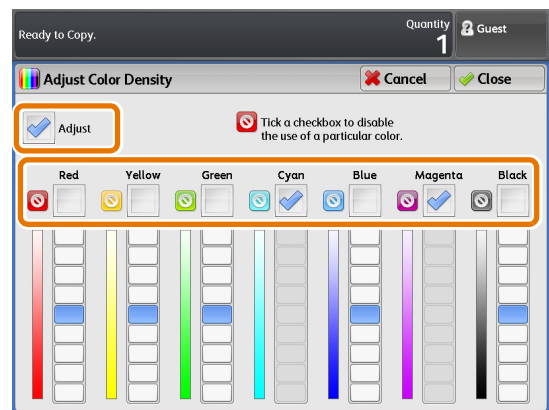 Ready to Copy.
Quantity
1
Guest
Adjust Color Density
Cancel
Close
Adjust
Tick a checkbox to disable
the use of a particular color.
Red Yellow Green Cyan Blue Magenta Black